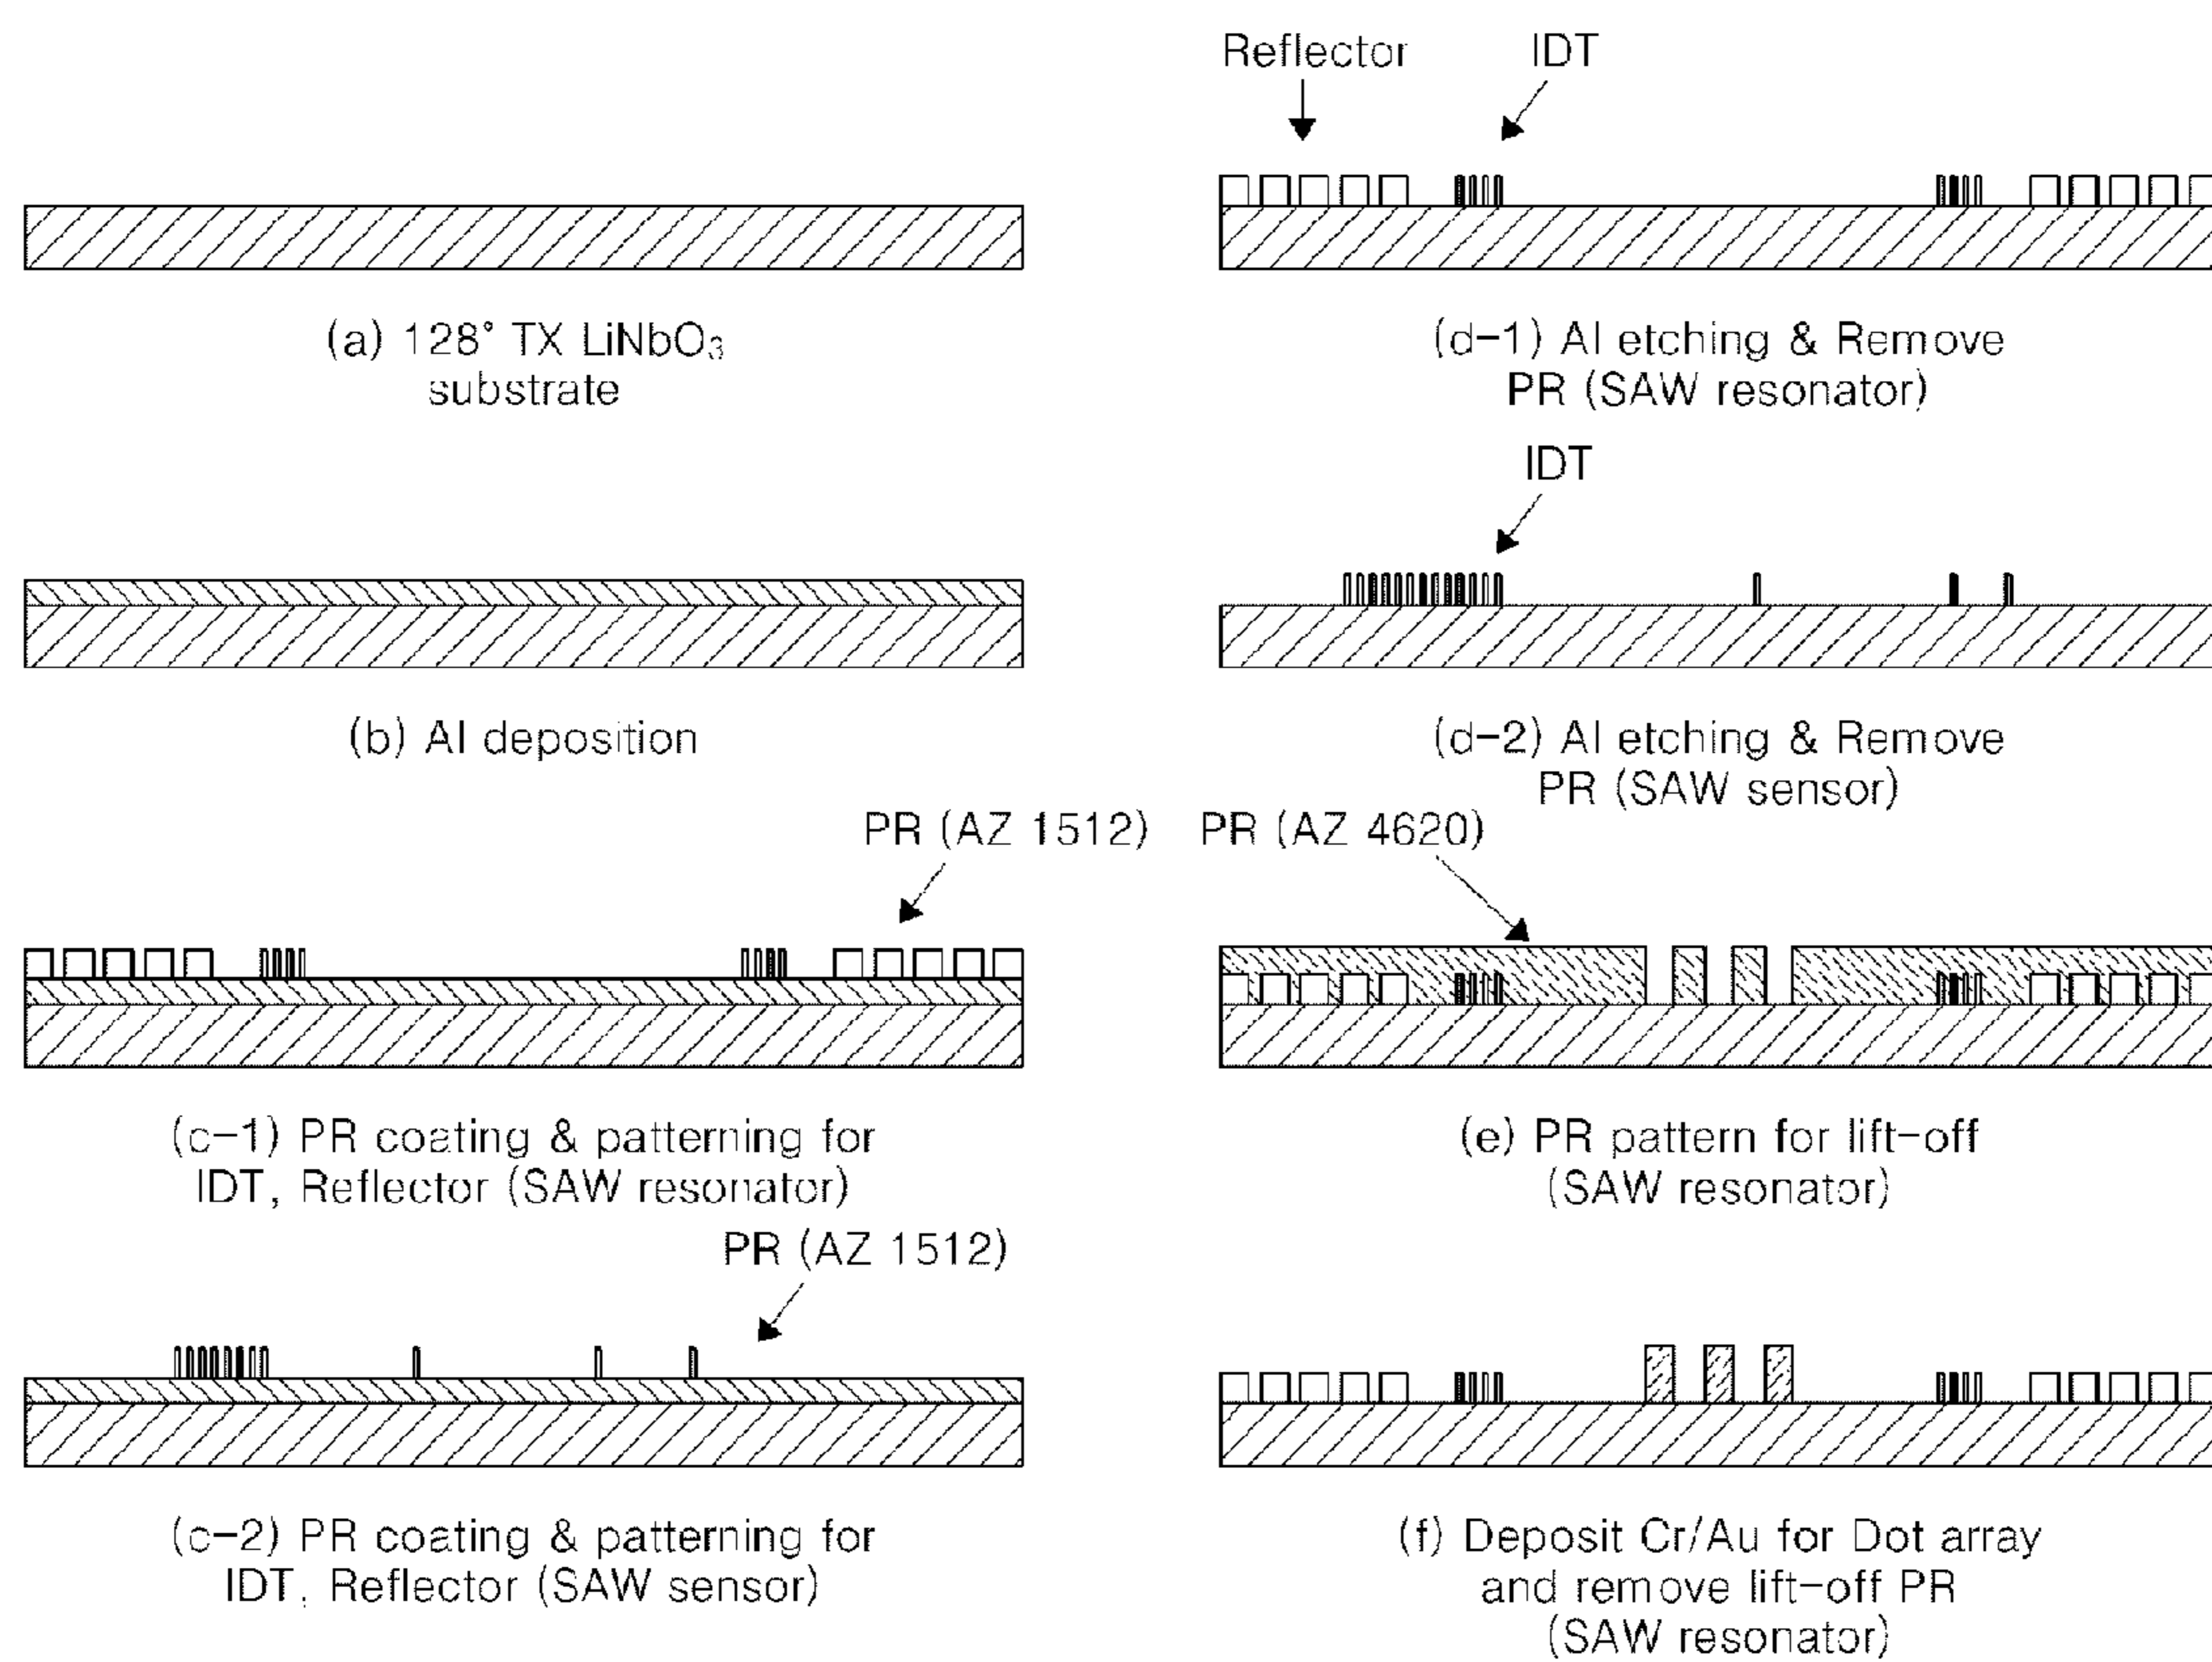 (a) 128° TX LiNbO₃
substrate
(b) Al deposition
PR (AZ 1512)
(c-1) PR coating & patterning for
IDT, Reflector (SAW resonator)
PR (AZ 1512)
(c-2) PR coating & patterning for
IDT, Reflector (SAW sensor)
Reflector
IDT
(d-1) Al etching & Remove
PR (SAW resonator)
IDT
(d-2) Al etching & Remove
PR (SAW sensor)
PR (AZ 4620)
(e) PR pattern for lift-off
(SAW resonator)
(f) Deposit Cr/Au for Dot array
and remove lift-off PR
(SAW resonator)